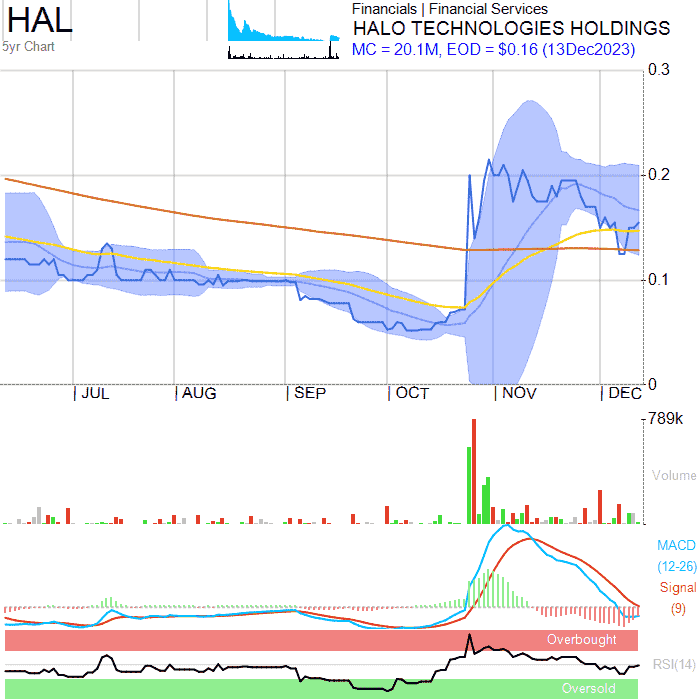 HAL
5yr Chart
Financials | Financial Services
HALO TECHNOLOGIES HOLDINGS
MC = 20.1M, EOD = $0.16 (13Dec2023)
0.3
0.2
0.1
0
| JUL | AUG | SEP | OCT | NOV | DEC
789k
Volume
MACD
(12-26)
Signal
(9)
Overbought
RSI(14)
Oversold